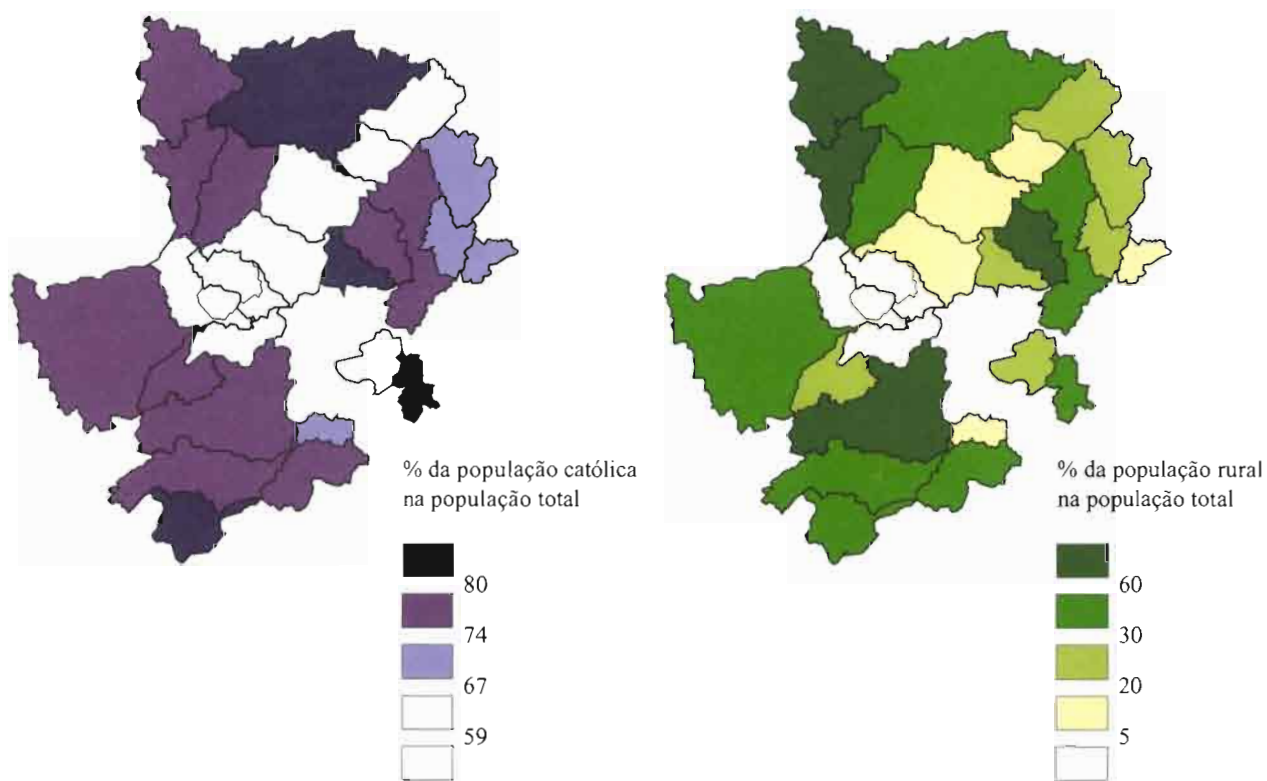 % da população católica
na população total
80
74
67
59
% da população rural
na população total
60
30
20
5